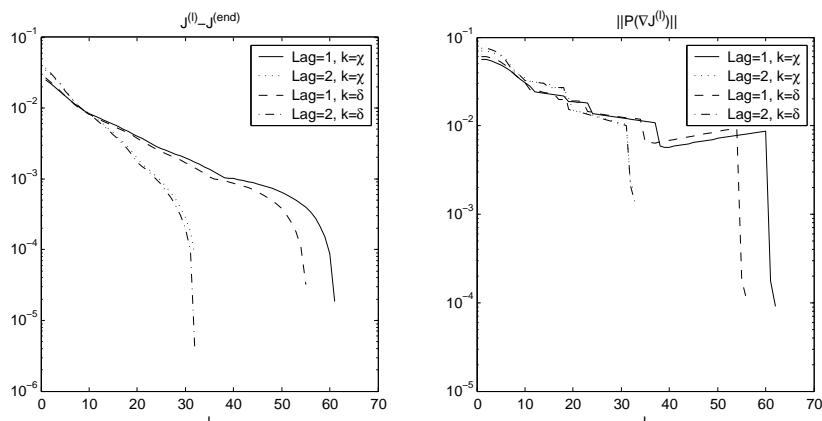 J^(l)–J^(end)
10^-1
10^-2
10^-3
10^-4
10^-5
10^-6
0 10 20 30 40 50 60 70
Lag=1, k=χ
Lag=2, k=χ
Lag=1, k=δ
Lag=2, k=δ
||P(∇J^(l))||
10^0
10^-1
10^-2
10^-3
10^-4
10^-5
0 10 20 30 40 50 60 70
Lag=1, k=χ
Lag=2, k=χ
Lag=1, k=δ
Lag=2, k=δ